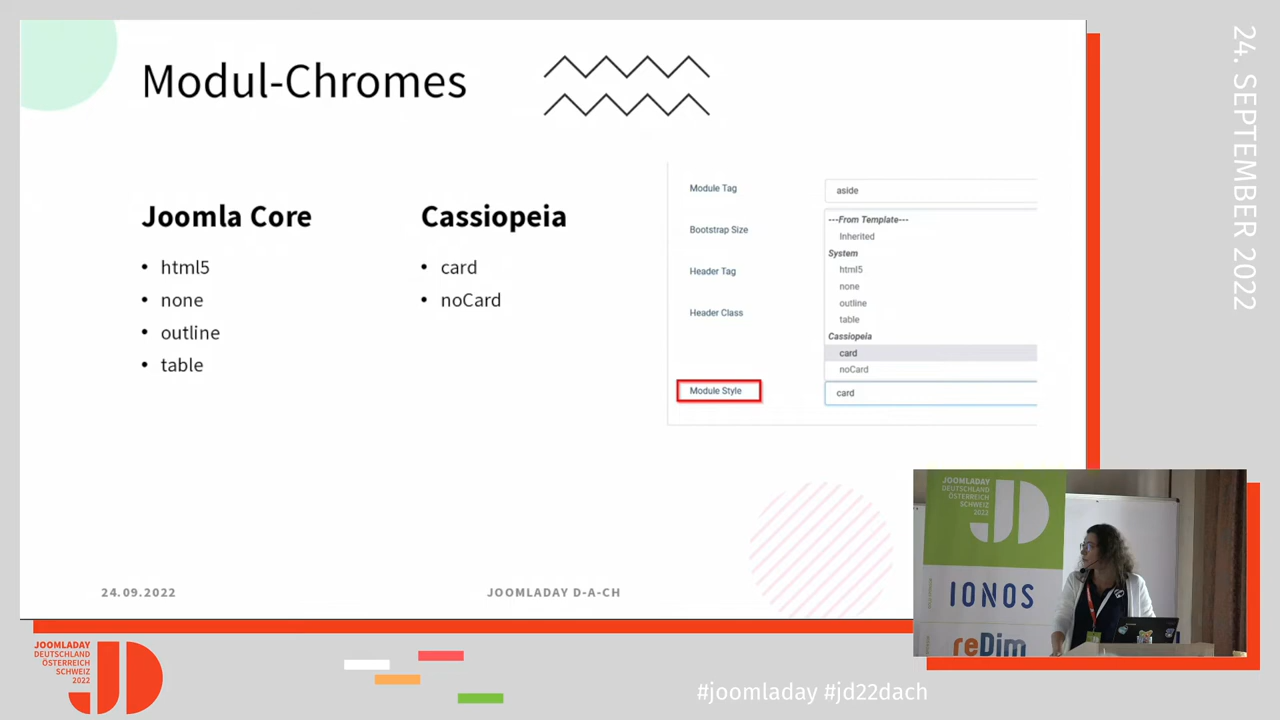 Modul-Chromes
Joomla Core
• html5
• none
• outline
• table
Cassiopeia
• card
• noCard
Module Tag
aside
Bootstrap Size
Header Tag
Header Class
Module Style
---From Template---
Inherited
System
html5
none
outline
table
Cassiopeia
card
noCard
card
24.09.2022
JOOMLADAY D-A-CH
24. SEPTEMBER 2022
JOOMLADAY
DEUTSCHLAND
ÖSTERREICH
SCHWEIZ
2022
JD
IONOS
reDim
JOOMLADAY
DEUTSCHLAND
ÖSTERREICH
SCHWEIZ
2022
JD
#joomladay #jd22dach